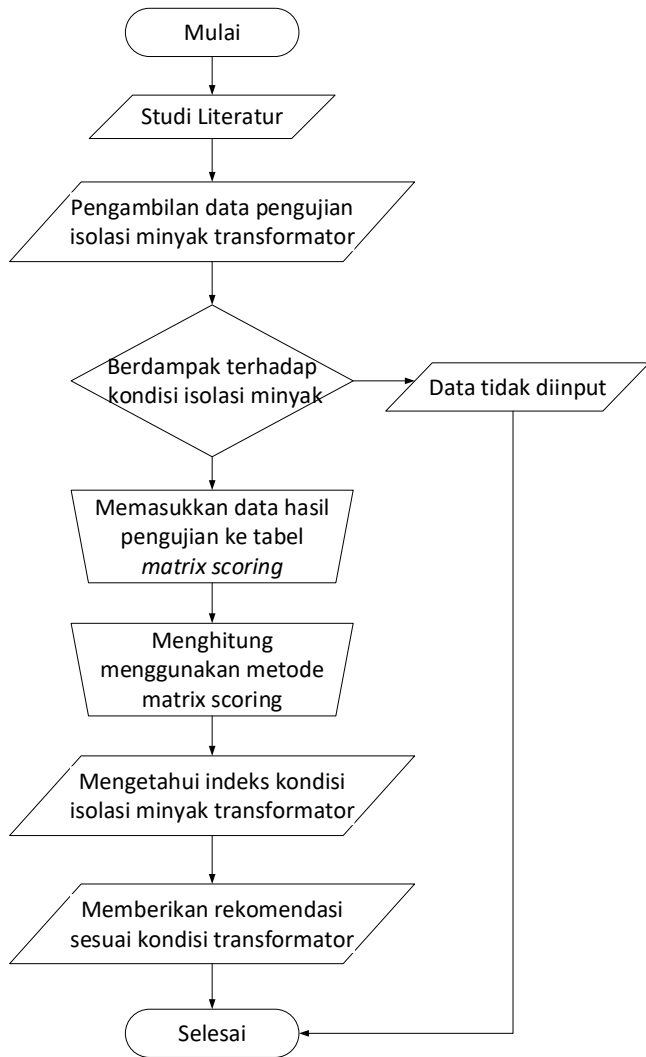 Mulai
Studi Literatur
Pengambilan data pengujian
isolasi minyak transformator
Berdampak terhadap
kondisi isolasi minyak
Data tidak diinput
Memasukkan data hasil
pengujian ke tabel
matrix scoring
Menghitung
menggunakan metode
matrix scoring
Mengetahui indeks kondisi
isolasi minyak transformator
Memberikan rekomendasi
sesuai kondisi transformator
Selesai